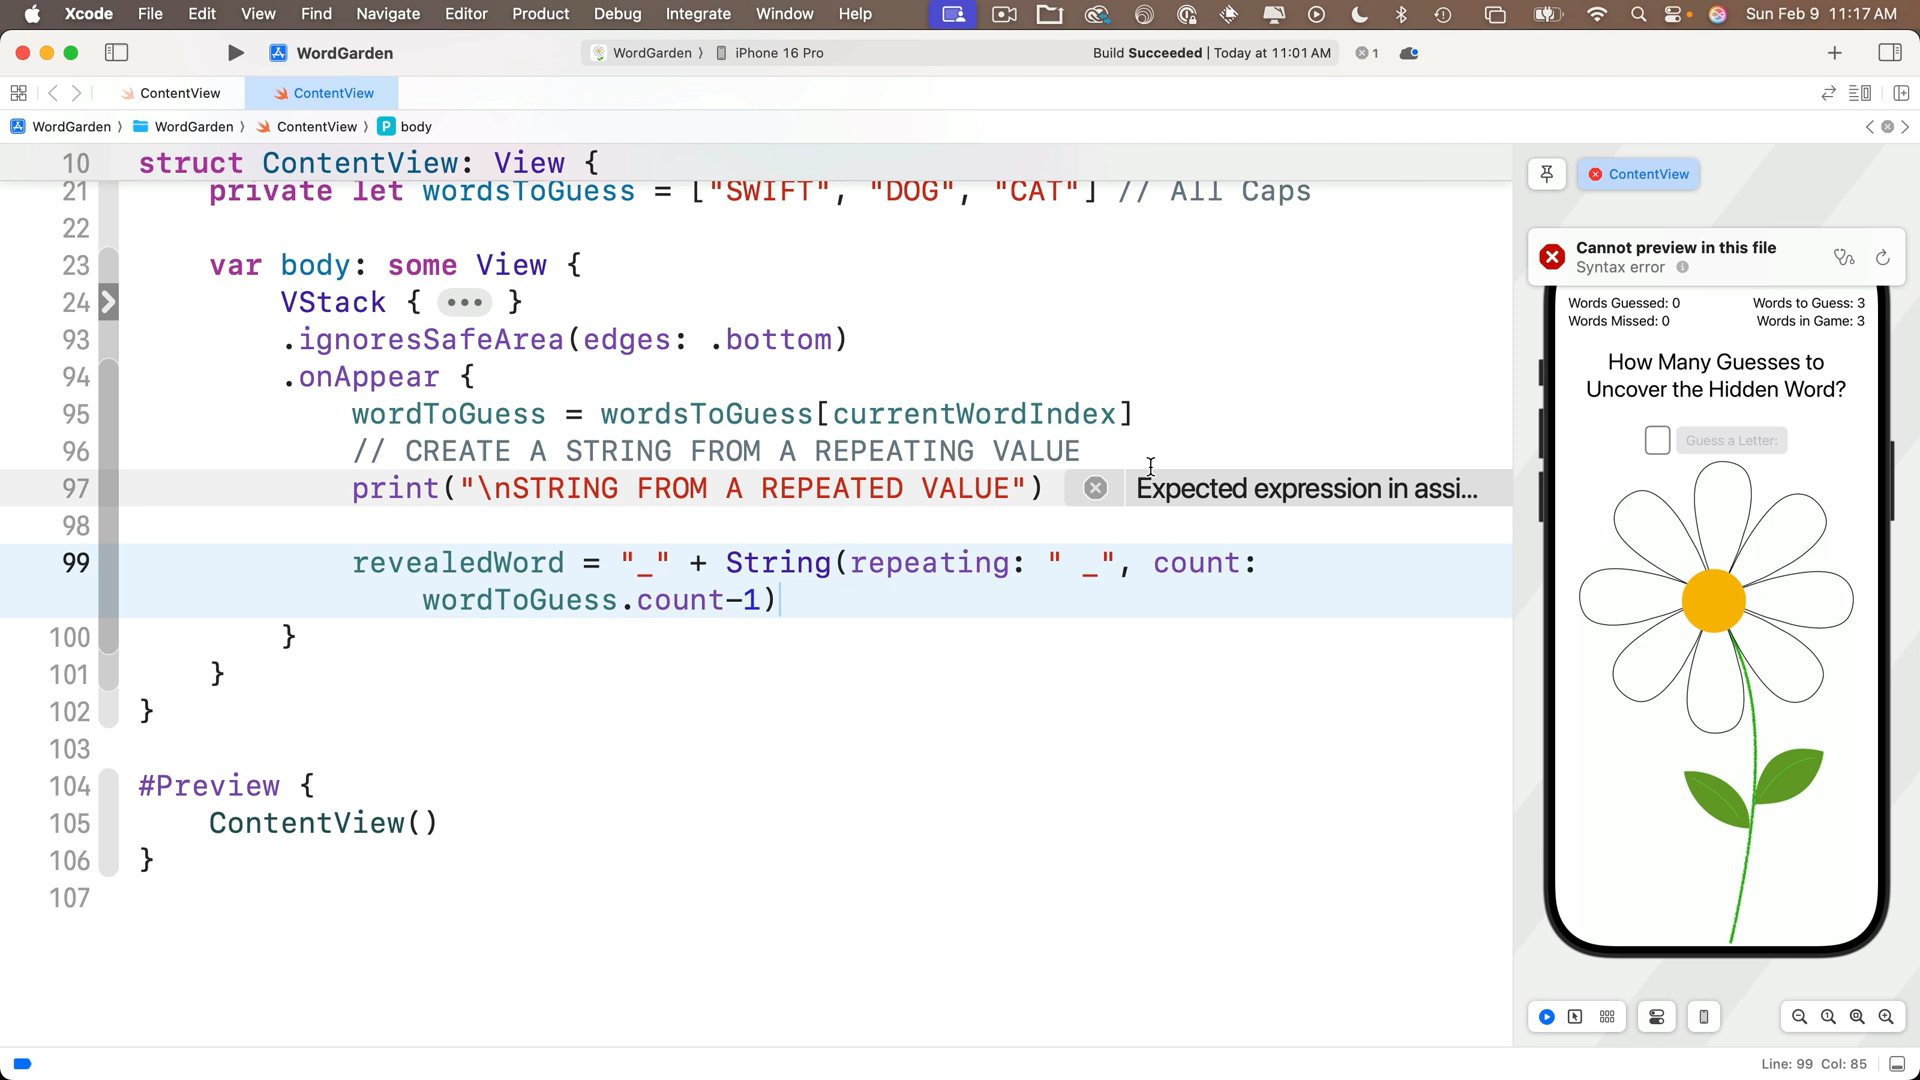 Xcode File Edit View Find Navigate Editor Product Debug Integrate Window Help Sun Feb 9 11:17 AM
WordGarden WordGarden 〉 iPhone 16 Pro Build Succeeded | Today at 11:01 AM 1
ContentView ContentView
WordGarden 〉 WordGarden 〉 ContentView 〉 P body
10 struct ContentView: View {
21 private let wordsToGuess = ["SWIFT", "DOG", "CAT"] // All Caps
22
23 var body: some View {
24 VStack { ••• }
93 .ignoresSafeArea(edges: .bottom)
94 .onAppear {
95 wordToGuess = wordsToGuess[currentWordIndex]
96 // CREATE A STRING FROM A REPEATING VALUE
97 print("\nSTRING FROM A REPEATED VALUE") Expected expression in assi...
98
99 revealedWord = "_" + String(repeating: " _", count:
wordToGuess.count-1)
100 }
101 }
102 }
103
104 #Preview {
105 ContentView()
106 }
107
ContentView
Cannot preview in this file
Syntax error
Words Guessed: 0 Words to Guess: 3
Words Missed: 0 Words in Game: 3
How Many Guesses to
Uncover the Hidden Word?
Guess a Letter:
Line: 99 Col: 85